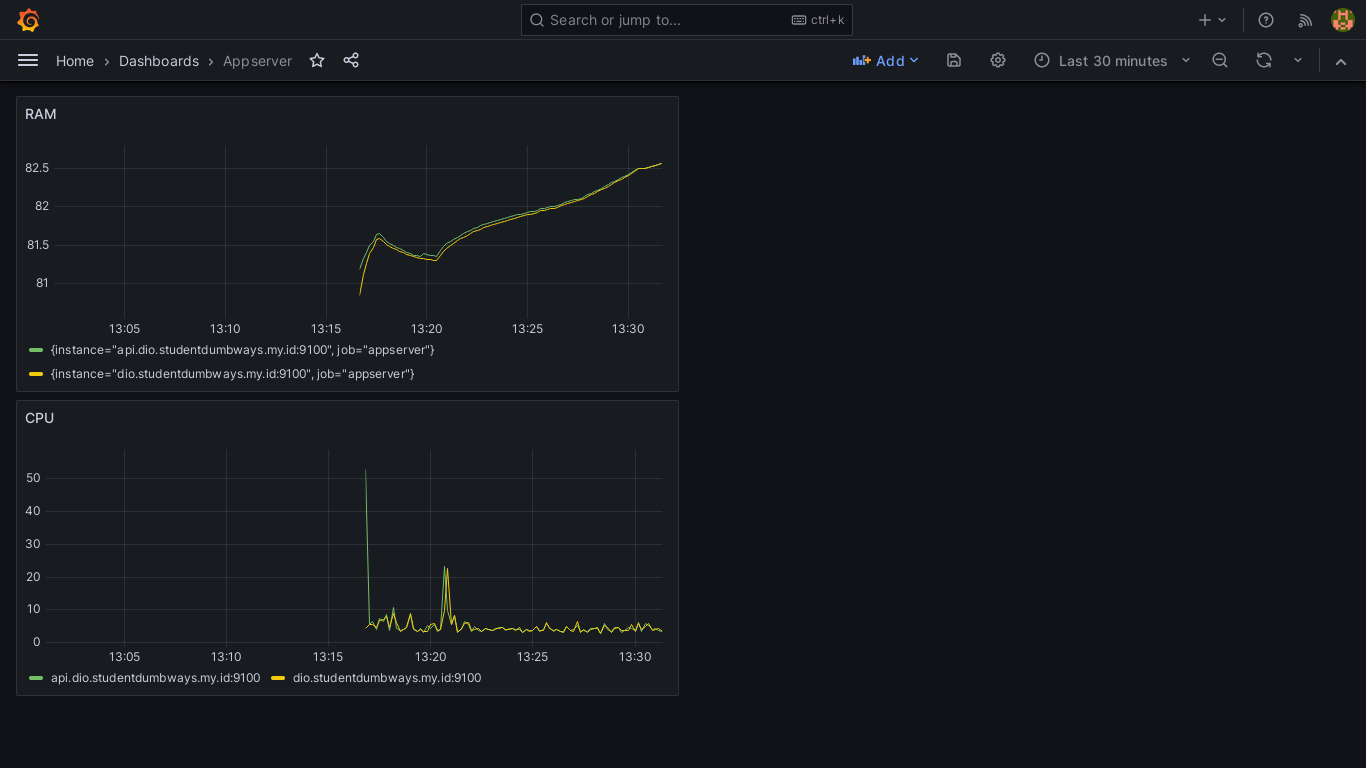 Search or jump to... ctrl+k
Home › Dashboards › Appserver Add Last 30 minutes
RAM
82.5
82
81.5
81
13:05 13:10 13:15 13:20 13:25 13:30
{instance="api.dio.studentdumbways.my.id:9100", job="appserver"}
{instance="dio.studentdumbways.my.id:9100", job="appserver"}
CPU
50
40
30
20
10
0
13:05 13:10 13:15 13:20 13:25 13:30
api.dio.studentdumbways.my.id:9100 dio.studentdumbways.my.id:9100